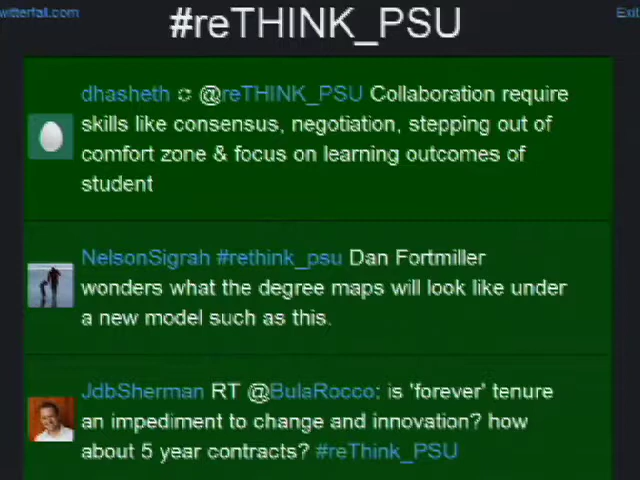 witterfall.com
Exit
#reTHINK_PSU
dhasheth @reTHINK_PSU Collaboration require
skills like consensus, negotiation, stepping out of
comfort zone & focus on learning outcomes of
student
NelsonSigrah #rethink_psu Dan Fortmiller
wonders what the degree maps will look like under
a new model such as this.
JdbSherman RT @BulaRocco: is 'forever' tenure
an impediment to change and innovation? how
about 5 year contracts? #reThink_PSU